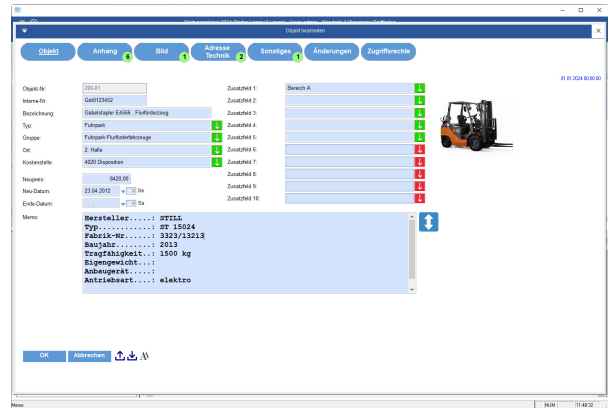 Objekt bearbeiten
Objekt
Anhang 6
Bild 1
Adresse Technik 2
Sonstiges 1
Änderungen
Zugriffsrechte
01.01.2024 00:00:00
Objekt-Nr: 200-01
Interne-Nr: Gst0123452
Bezeichnung: Gabelstapler E4566 , Flurförderzeug
Typ: Fuhrpark
Gruppe: Fuhrpark-Flurförderfahrzeuge
Ort: 2. Halle
Kostenstelle: 4020 Disposition
Neupreis: 8420,00
Neu-Datum: 23.04.2012 Sa
Ende-Datum: . . Sa
Zusatzfeld 1: Bereich A
Zusatzfeld 2:
Zusatzfeld 3:
Zusatzfeld 4:
Zusatzfeld 5:
Zusatzfeld 6:
Zusatzfeld 7:
Zusatzfeld 8:
Zusatzfeld 9:
Zusatzfeld 10:
Memo:
Hersteller.....: STILL
Typ............: ST 15024
Fabrik-Nr......: 3323/13213
Baujahr........: 2013
Tragfähigkeit..: 1500 kg
Eigengewicht...:
Anbaugerät.....:
Antriebsart....: elektro
OK
Abbrechen
Memo
NUM
11:48:32